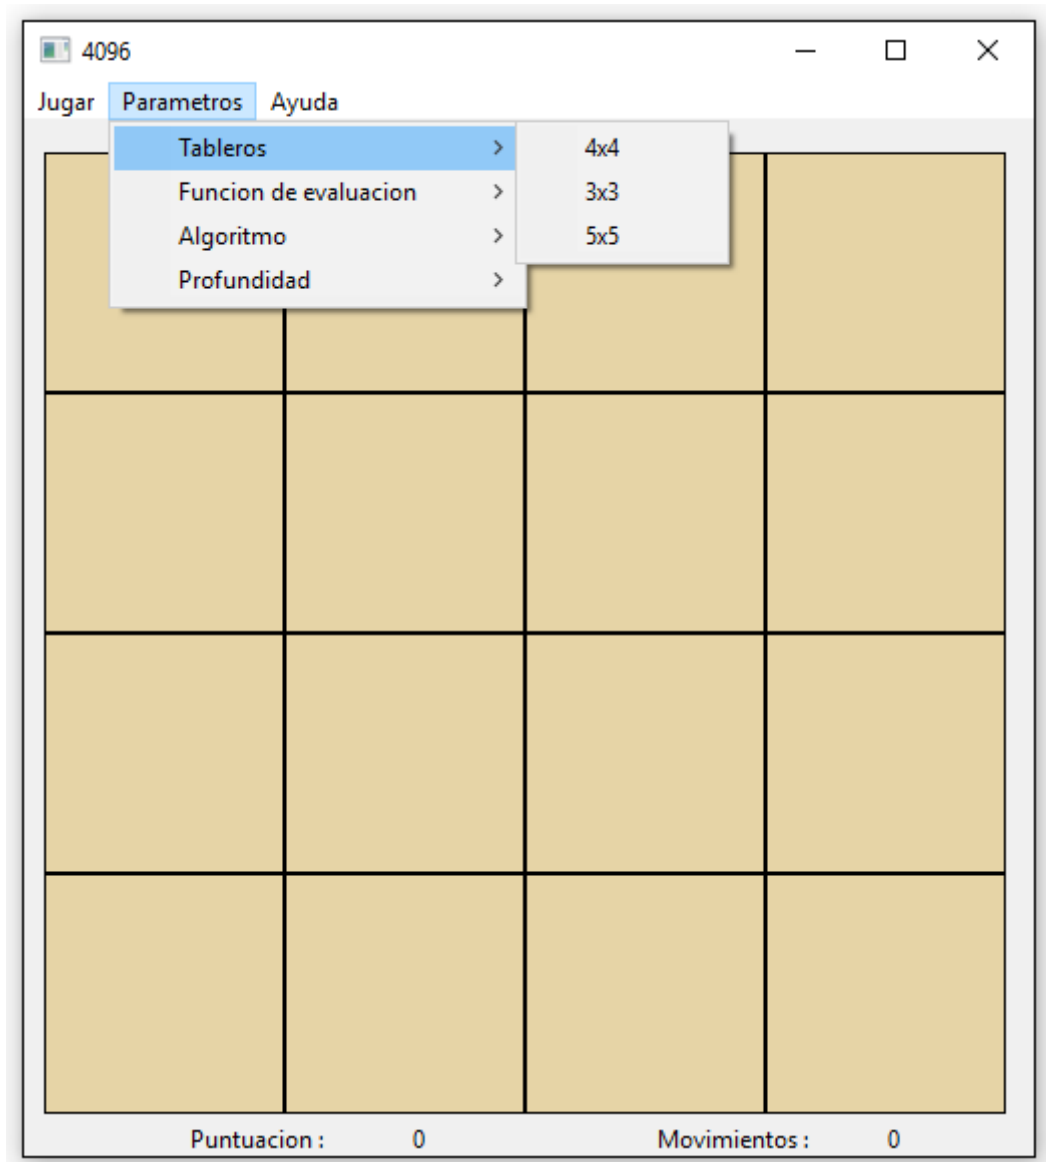 4096
Jugar Parametros Ayuda
Tableros
Funcion de evaluacion
Algoritmo
Profundidad
4x4
3x3
5x5
Puntuacion : 0 Movimientos : 0